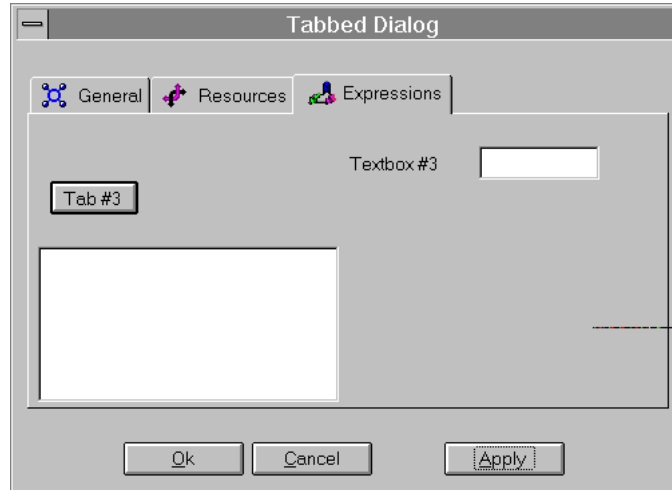 Tabbed Dialog
General Resources Expressions
Textbox #3
Tab #3
Ok Cancel Apply